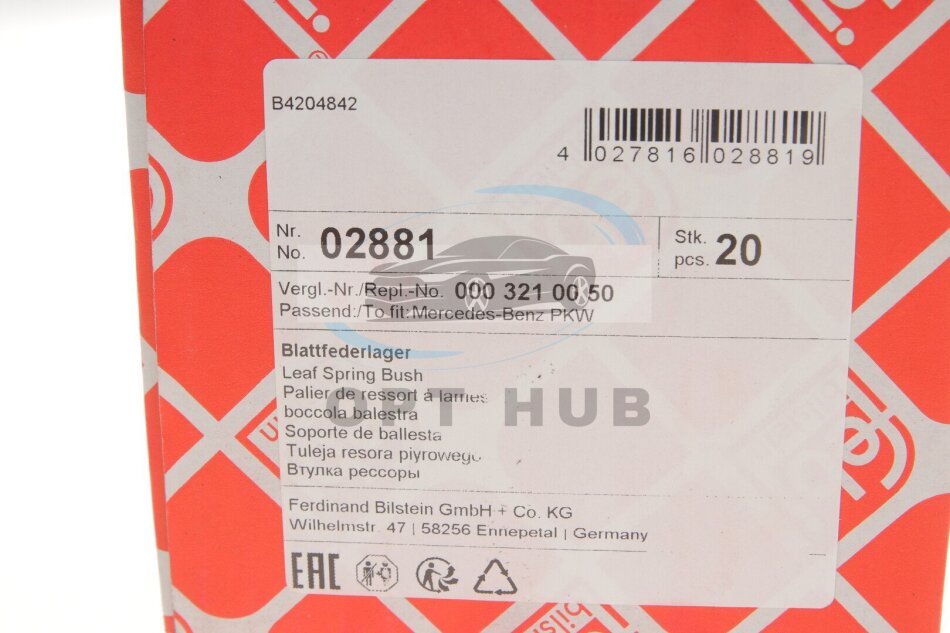 B4204842
4 027816 028819
Nr.
No. 02881
Stk.
pcs. 20
Vergl.-Nr./Repl.-No. 000 321 00 50
Passend:/To fit:Mercedes-Benz PKW
Blattfederlager
Leaf Spring Bush
Palier de ressort à lames
boccola balestra
OPT HUB
Soporte de ballesta
Tuleja resora piyrowego
Втулка рессоры
Ferdinand Bilstein GmbH + Co. KG
Wilhelmstr. 47 | 58256 Ennepetal | Germany
EAC